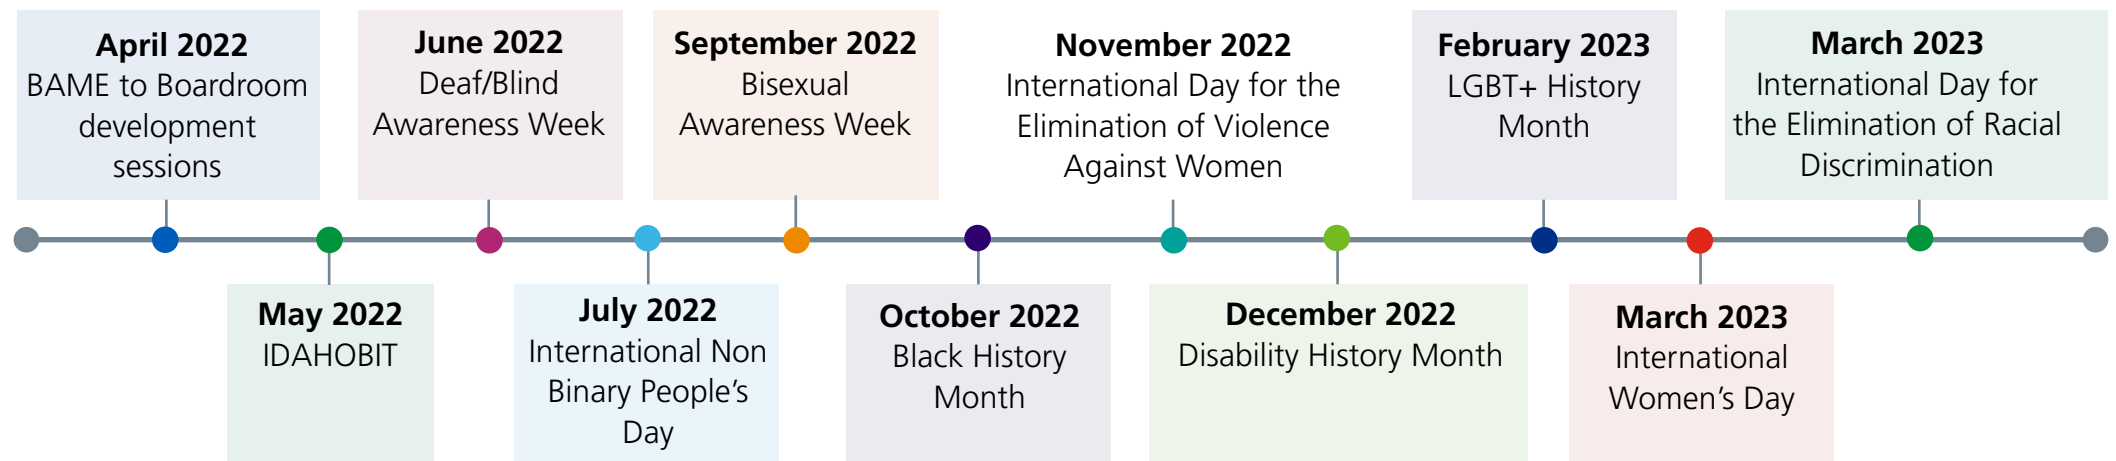 April 2022
BAME to Boardroom
development
sessions
May 2022
IDAHOBIT
June 2022
Deaf/Blind
Awareness Week
July 2022
International Non
Binary People’s
Day
September 2022
Bisexual
Awareness Week
October 2022
Black History
Month
November 2022
International Day for the
Elimination of Violence
Against Women
December 2022
Disability History Month
February 2023
LGBT+ History
Month
March 2023
International
Women’s Day
March 2023
International Day for
the Elimination of Racial
Discrimination